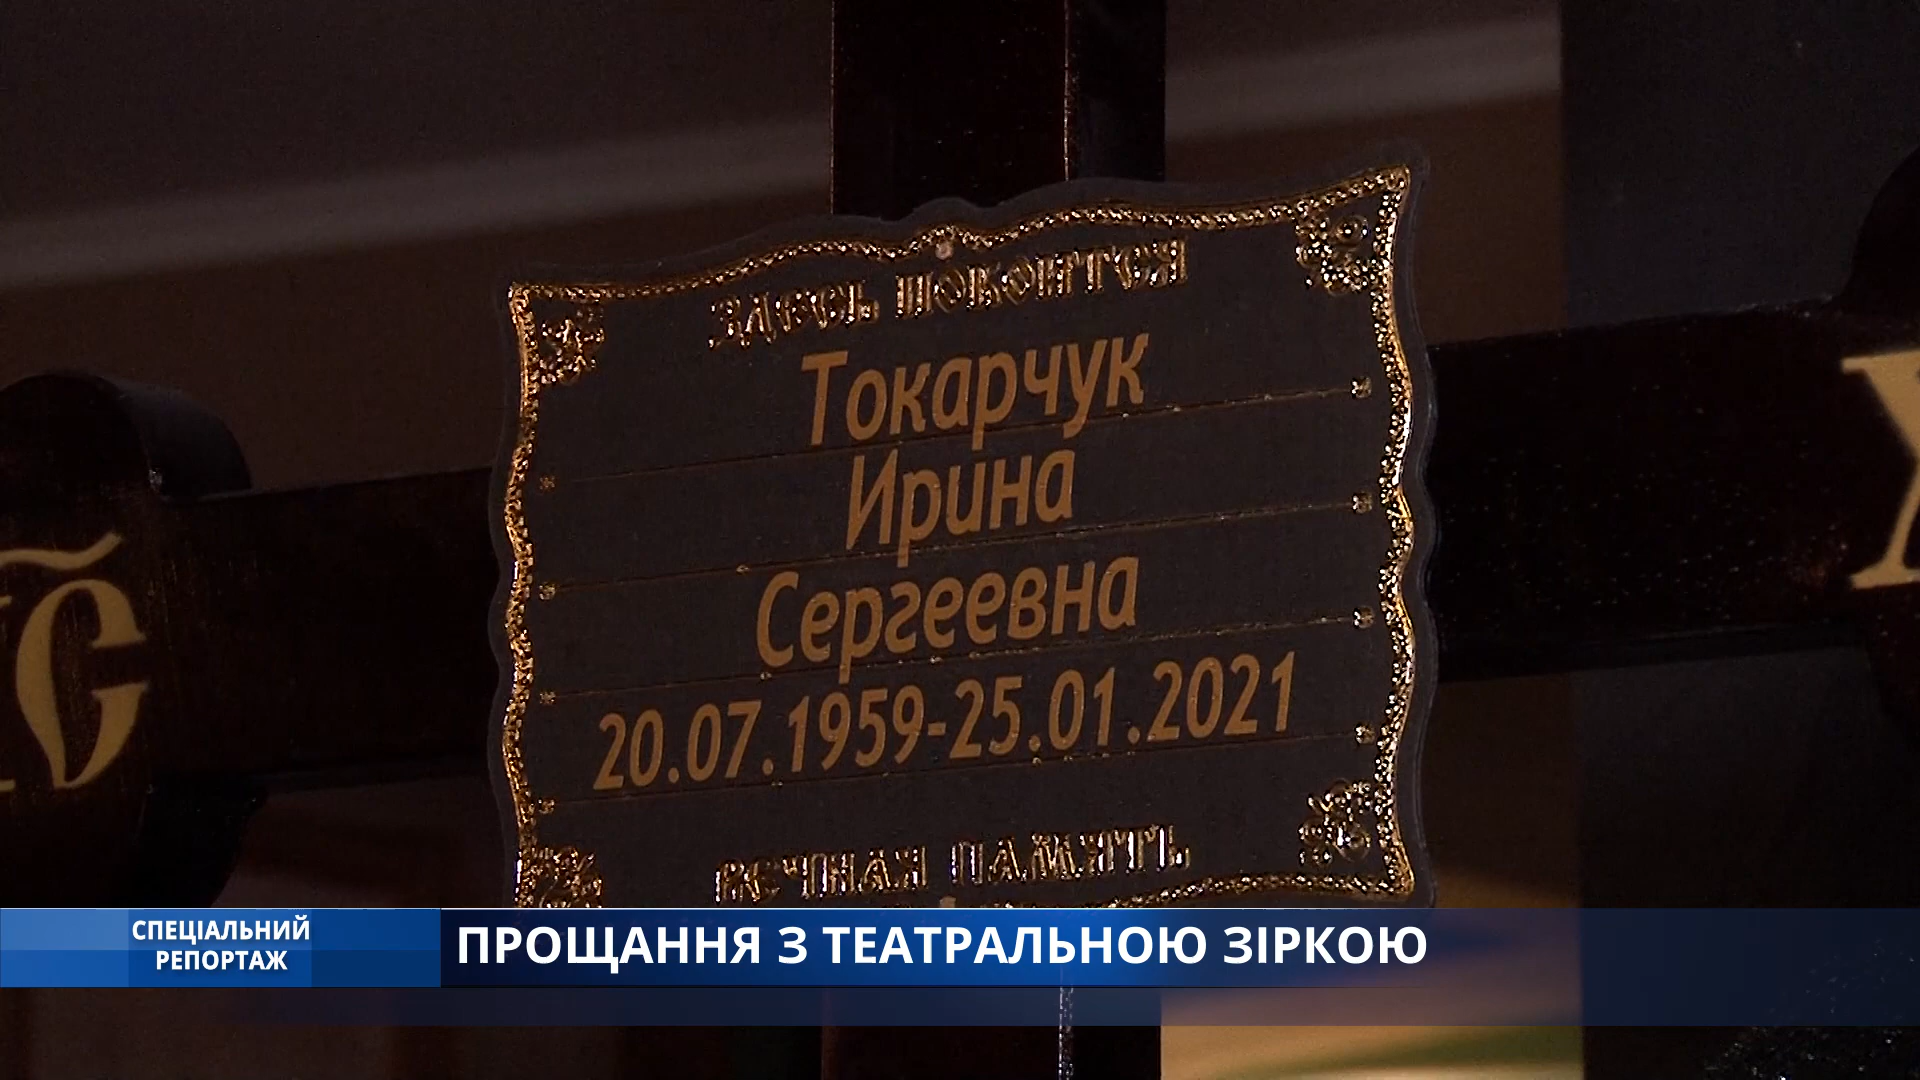 ЗДЕСЬ ПОКОИТСЯ
Токарчук
Ирина
Сергеевна
20.07.1959-25.01.2021
ВЕЧНАЯ ПАМЯТЬ
СПЕЦІАЛЬНИЙ
РЕПОРТАЖ
ПРОЩАННЯ З ТЕАТРАЛЬНОЮ ЗІРКОЮ